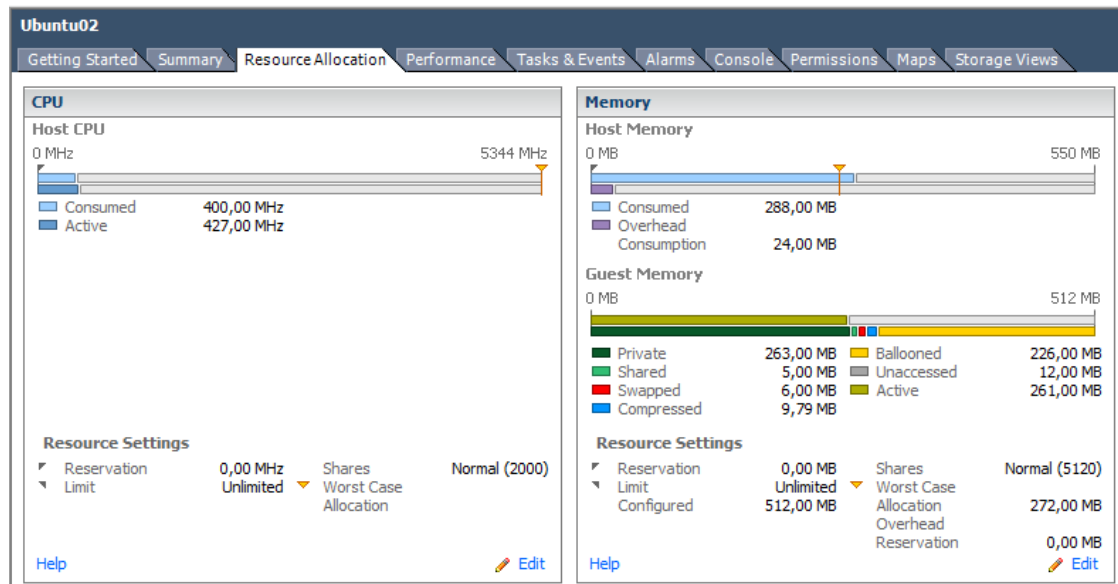 Ubuntu02
Getting Started Summary Resource Allocation Performance Tasks & Events Alarms Console Permissions Maps Storage Views
CPU
Host CPU
0 MHz 5344 MHz
Consumed 400,00 MHz
Active 427,00 MHz
Resource Settings
Reservation 0,00 MHz Shares Normal (2000)
Limit Unlimited Worst Case
Allocation
Help Edit
Memory
Host Memory
0 MB 550 MB
Consumed 288,00 MB
Overhead
Consumption 24,00 MB
Guest Memory
0 MB 512 MB
Private 263,00 MB Ballooned 226,00 MB
Shared 5,00 MB Unaccessed 12,00 MB
Swapped 6,00 MB Active 261,00 MB
Compressed 9,79 MB
Resource Settings
Reservation 0,00 MB Shares Normal (5120)
Limit Unlimited Worst Case
Configured 512,00 MB Allocation 272,00 MB
Overhead
Reservation 0,00 MB
Help Edit